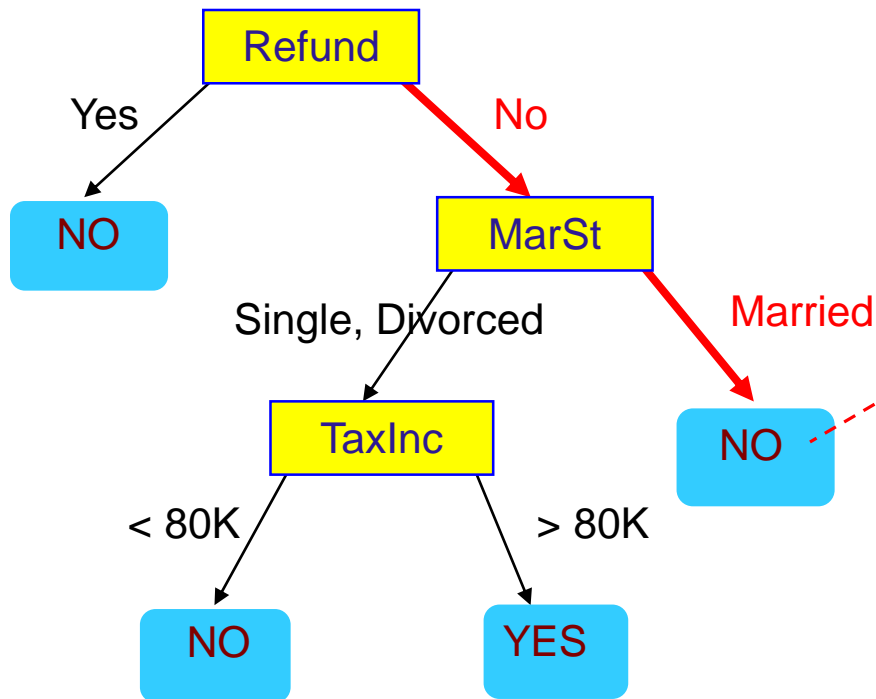 Refund
Yes
No
NO
MarSt
Single, Divorced
Married
TaxInc
NO
< 80K
> 80K
NO
YES